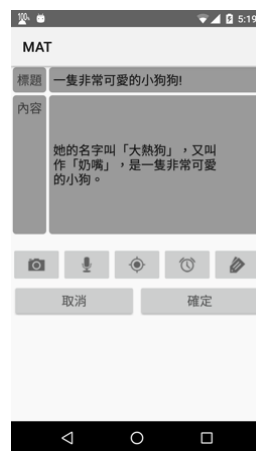 100%
5:19
MAT
標題 一隻非常可愛的小狗狗!
內容
她的名字叫「大熱狗」，又叫
作「奶嘴」，是一隻非常可愛
的小狗。
取消 確定